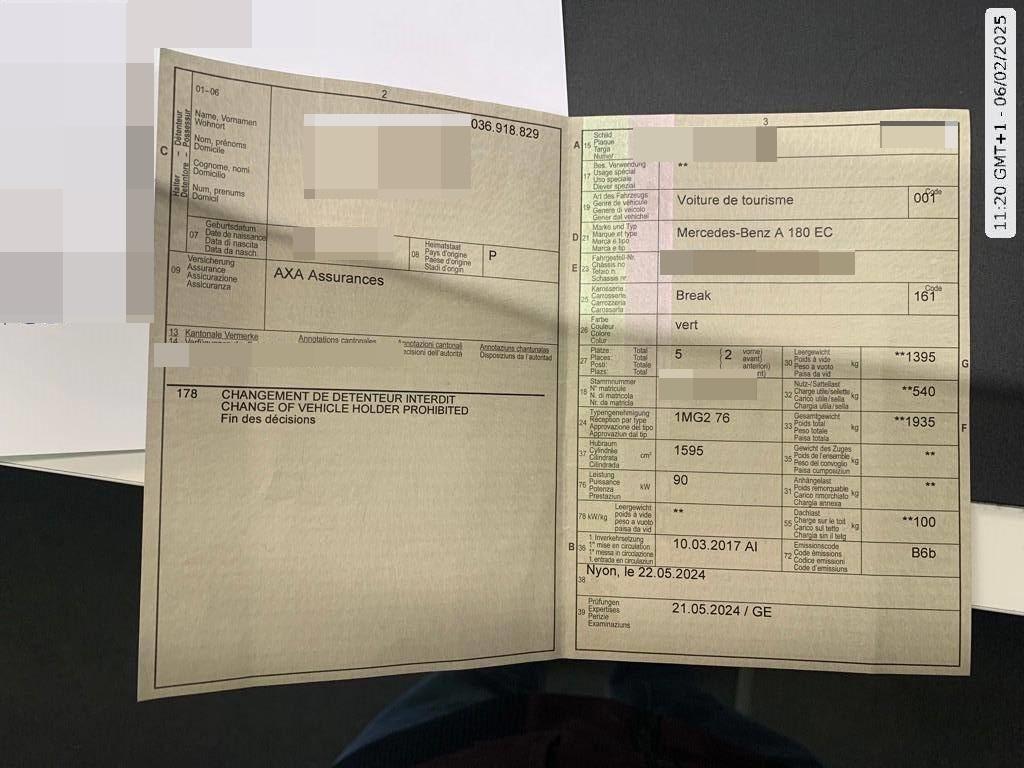 11:20 GMT+1 - 06/02/2025
2
036.918.829
01-06
Name, Vornamen
Wohnort
Nom, prénoms
Domicile
Cognome, nomi
Domicilio
Num, prenums
Domicil
C
Halter - Détenteur
Detentore - Possessur
07
Geburtsdatum
Date de naissance
Data di nascita
Data da nasch.
08
Heimatstaat
Pays d'origine
Paese d'origine
Stadi d'origin
P
09
Versicherung
Assurance
Assicurazione
Assicuranza
AXA Assurances
13 Kantonale Vermerke
Annotations cantonales
Annotazioni cantonali
Annotaziuns chantunalas
14
decisioni dell'autorità
Disposiziuns da l'autoritad
178
CHANGEMENT DE DETENTEUR INTERDIT
CHANGE OF VEHICLE HOLDER PROHIBITED
Fin des décisions
3
A 15
Schild
Plaque
Targa
Numer
17
Bes. Verwendung
Usage spécial
Uso speciale
Diever spezial
**
19
Art des Fahrzeugs
Genre de véhicule
Genere di veicolo
Gener dal vehichel
Voiture de tourisme
Code
001
D 21
Marke und Typ
Marque et type
Marca e tipo
Marca e tip
Mercedes-Benz A 180 EC
E 23
Fahrgestell-Nr.
Châssis no
Telaio n.
Schassis nr.
25
Karosserie
Carrosserie
Carrozzeria
Carossaria
Break
Code
161
26
Farbe
Couleur
Colore
Colur
vert
27
Plätze: Total
Places: Total
Posti: Totale
Plazs: Total
5
(2
vorne)
avant)
anteriori)
30
Leergewicht
Poids à vide
Peso a vuoto
Paisa da vid
kg
**1395
G
18
Stammnummer
N° matricule
N. di matricola
Nr. da matricla
32
Nutz-/Sattellast
Charge utile/sellette
Carico utile/sella
Chargia utila/sella
kg
**540
24
Typengenehmigung
Réception par type
Approvazione del tipo
Approvaziun dal tip
1MG2 76
33
Gesamtgewicht
Poids total
Peso totale
Paisa totala
kg
**1935
F
37
Hubraum
Cylindrée
Cilindrata
Cilindrada
cm³
1595
35
Gewicht des Zuges
Poids de l'ensemble
Peso del convoglio
Paisa cumposiziun
kg
**
76
Leistung
Puissance
Potenza
Prestaziun
kW
90
31
Anhängelast
Poids remorquable
Carico rimorchiato
Chargia annexa
kg
**
78 kW/kg
Leergewicht
poids à vide
peso a vuoto
paisa da vid
**
55
Dachlast
Charge sur le toit
Carico sul tetto
Chargia sin il tetg
kg
**100
B 36
1. Inverkehrsetzung
1re mise en circulation
1a messa in circolazione
1. entrada en circulaziun
10.03.2017 AI
72
Emissionscode
Code émissions
Codice emissioni
Code d'emissiuns
B6b
38
Nyon, le 22.05.2024
39
Prüfungen
Expertises
Perizie
Examinaziuns
21.05.2024 / GE